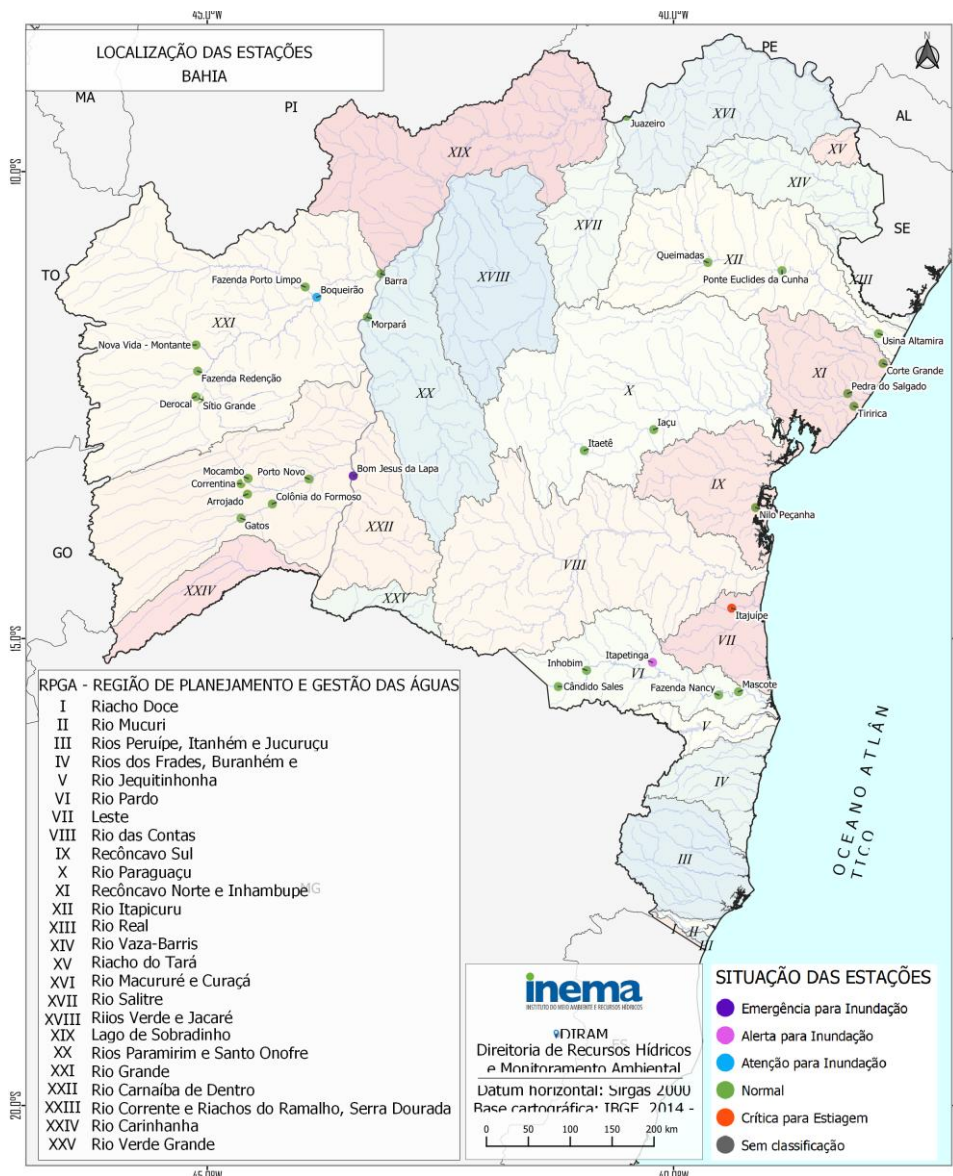 45.0°W
40.0°W
LOCALIZAÇÃO DAS ESTAÇÕES
BAHIA
N
PE
MA
PI
AL
XVI
Juazeiro
XV
XIX
10.0°S
XIV
XVII
SE
TO
Queimadas
XII
XVIII
Ponte Euclides da Cunha
XIII
Fazenda Porto Limpo
Barra
Boqueirão
Morpará
XXI
Usina Altamira
Nova Vida - Montante
Corte Grande
XI
Fazenda Redenção
XX
X
Pedra do Salgado
Derocal
Sítio Grande
Tiririca
Iaçu
Itaetê
Mocambo
Porto Novo
Bom Jesus da Lapa
IX
Correntina
Arrojado
Colônia do Formoso
Nilo Peçanha
Gatos
XXII
GO
VIII
XXIV
XXV
Itajuípe
VII
15.0°S
Itapetinga
Inhobim
VI
Cândido Sales
Fazenda Nancy
Mascote
V
IV
III
OCEANO ATLÂN
TICO
I
II
RPGA - REGIÃO DE PLANEJAMENTO E GESTÃO DAS ÁGUAS
I Riacho Doce
II Rio Mucuri
III Rios Peruípe, Itanhém e Jucuruçu
IV Rios dos Frades, Buranhém e
V Rio Jequitinhonha
VI Rio Pardo
VII Leste
VIII Rio das Contas
IX Recôncavo Sul
X Rio Paraguaçu
XI Recôncavo Norte e Inhambupe
MG
XII Rio Itapicuru
XIII Rio Real
XIV Rio Vaza-Barris
XV Riacho do Tará
XVI Rio Macururé e Curaçá
XVII Rio Salitre
XVIII Riios Verde e Jacaré
XIX Lago de Sobradinho
XX Rios Paramirim e Santo Onofre
XXI Rio Grande
XXII Rio Carnaíba de Dentro
XXIII Rio Corrente e Riachos do Ramalho, Serra Dourada
XXIV Rio Carinhanha
XXV Rio Verde Grande
20.0°S
inema
INSTITUTO DO MEIO AMBIENTE E RECURSOS HÍDRICOS
DIRAM
ES
Direitoria de Recursos Hídricos
e Monitoramento Ambiental
Datum horizontal: Sirgas 2000
Base cartográfica: IBGE, 2014 -
0 50 100 150 200 km
SITUAÇÃO DAS ESTAÇÕES
Emergência para Inundação
Alerta para Inundação
Atenção para Inundação
Normal
Crítica para Estiagem
Sem classificação
45.0°W
40.0°W